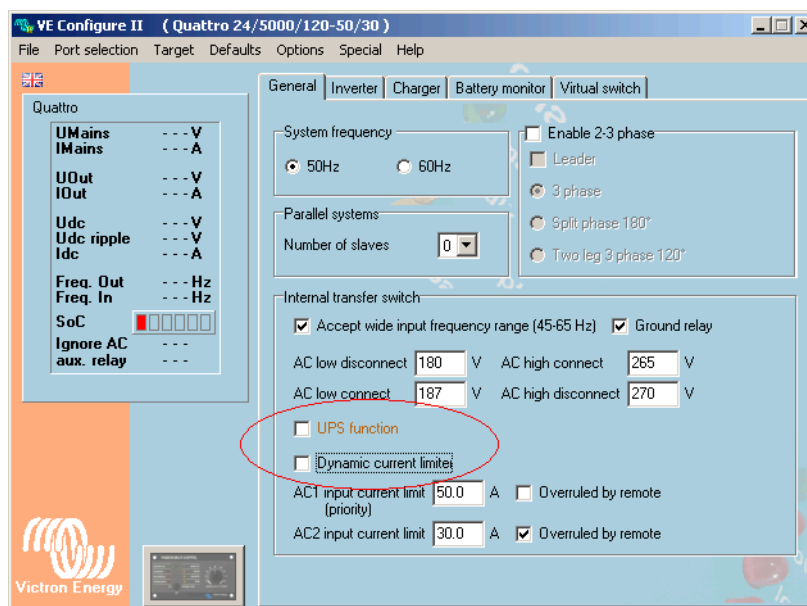 VE Configure II ( Quattro 24/5000/120-50/30 )
File Port selection Target Defaults Options Special Help
General Inverter Charger Battery monitor Virtual switch
Quattro
UMains - - - V
IMains - - - A
UOut - - - V
IOut - - - A
Udc - - - V
Udc ripple - - - V
Idc - - - A
Freq. Out - - - Hz
Freq. In - - - Hz
SoC
Ignore AC - - -
aux. relay - - -
System frequency
50Hz 60Hz
Parallel systems
Number of slaves 0
Enable 2-3 phase
Leader
3 phase
Split phase 180°
Two leg 3 phase 120°
Internal transfer switch
Accept wide input frequency range (45-65 Hz) Ground relay
AC low disconnect 180 V AC high connect 265 V
AC low connect 187 V AC high disconnect 270 V
UPS function
Dynamic current limiter
AC1 input current limit 50.0 A Overruled by remote
(priority)
AC2 input current limit 30.0 A Overruled by remote
Victron Energy